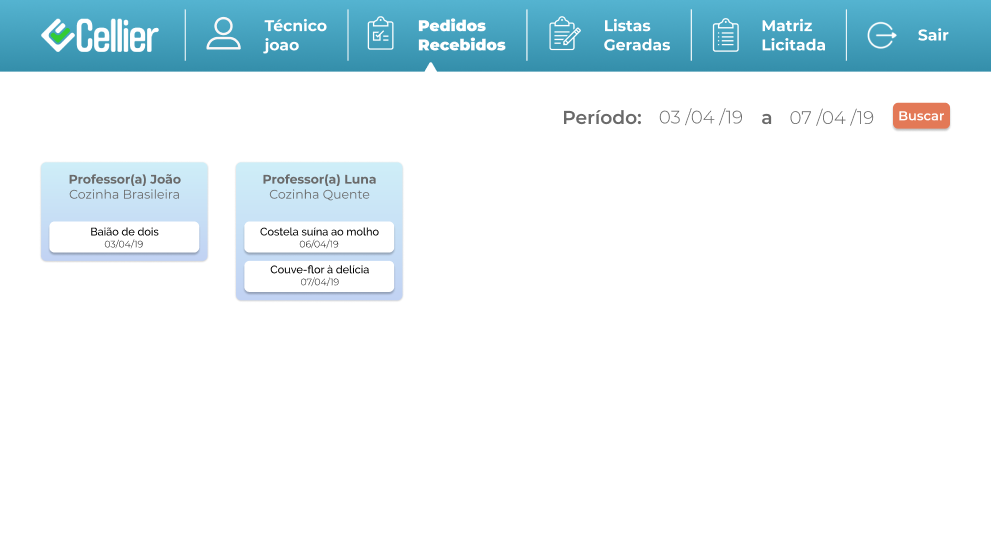 Cellier
Técnico
joao
Pedidos
Recebidos
Listas
Geradas
Matriz
Licitada
Sair
Período: 03 /04 /19 a 07 /04 /19 Buscar
Professor(a) João
Cozinha Brasileira
Baião de dois
03/04/19
Professor(a) Luna
Cozinha Quente
Costela suína ao molho
06/04/19
Couve-flor à delícia
07/04/19